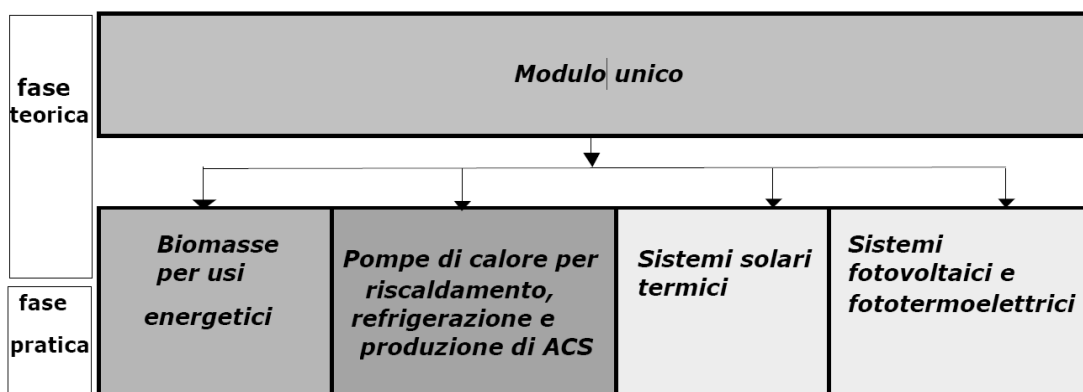 fase
teorica
Modulo unico
Biomasse
per usi
energetici
Pompe di calore per
riscaldamento,
refrigerazione e
produzione di ACS
Sistemi solari
termici
Sistemi
fotovoltaici e
fototermoelettrici
fase
pratica